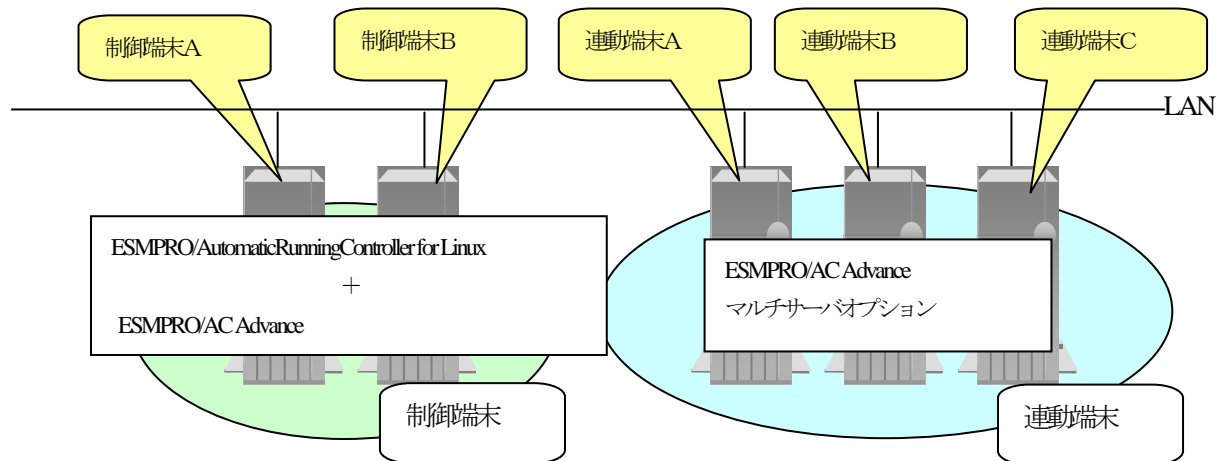 制御端末A
制御端末B
連動端末A
連動端末B
連動端末C
LAN
ESMPRO/AutomaticRunningController for Linux
+
ESMPRO/AC Advance
ESMPRO/AC Advance
マルチサーバオプション
制御端末
連動端末